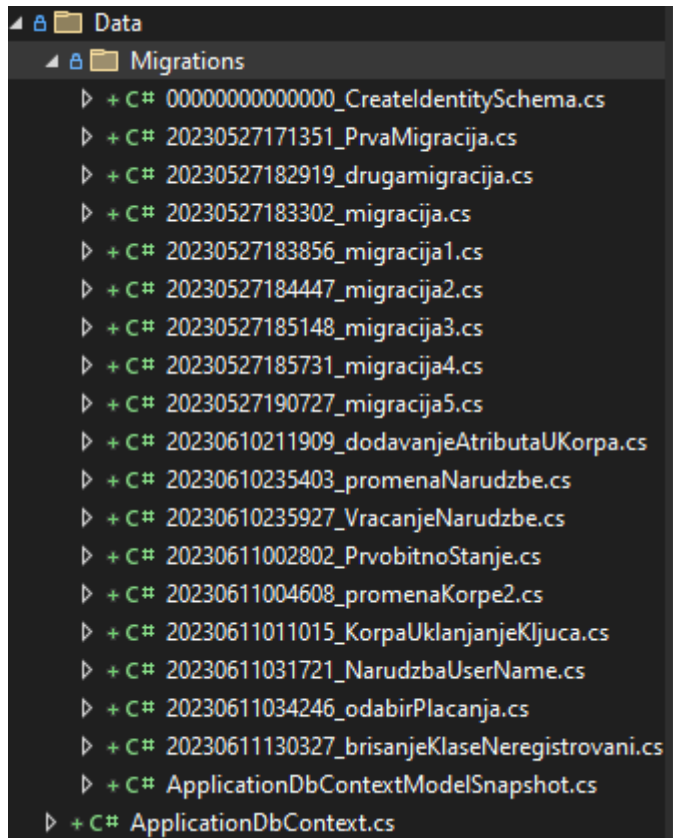 Data
Migrations
+ C# 00000000000000_CreateIdentitySchema.cs
+ C# 20230527171351_PrvaMigracija.cs
+ C# 20230527182919_drugamigracija.cs
+ C# 20230527183302_migracija.cs
+ C# 20230527183856_migracija1.cs
+ C# 20230527184447_migracija2.cs
+ C# 20230527185148_migracija3.cs
+ C# 20230527185731_migracija4.cs
+ C# 20230527190727_migracija5.cs
+ C# 20230610211909_dodavanjeAtributaUKorpa.cs
+ C# 20230610235403_promenaNarudzbe.cs
+ C# 20230610235927_VracanjeNarudzbe.cs
+ C# 20230611002802_PrvobitnoStanje.cs
+ C# 20230611004608_promenaKorpe2.cs
+ C# 20230611011015_KorpaUklanjanjeKljuca.cs
+ C# 20230611031721_NarudzbaUserName.cs
+ C# 20230611034246_odabirPlacanja.cs
+ C# 20230611130327_brisanjeKlaseNeregistrovani.cs
+ C# ApplicationDbContextModelSnapshot.cs
+ C# ApplicationDbContext.cs